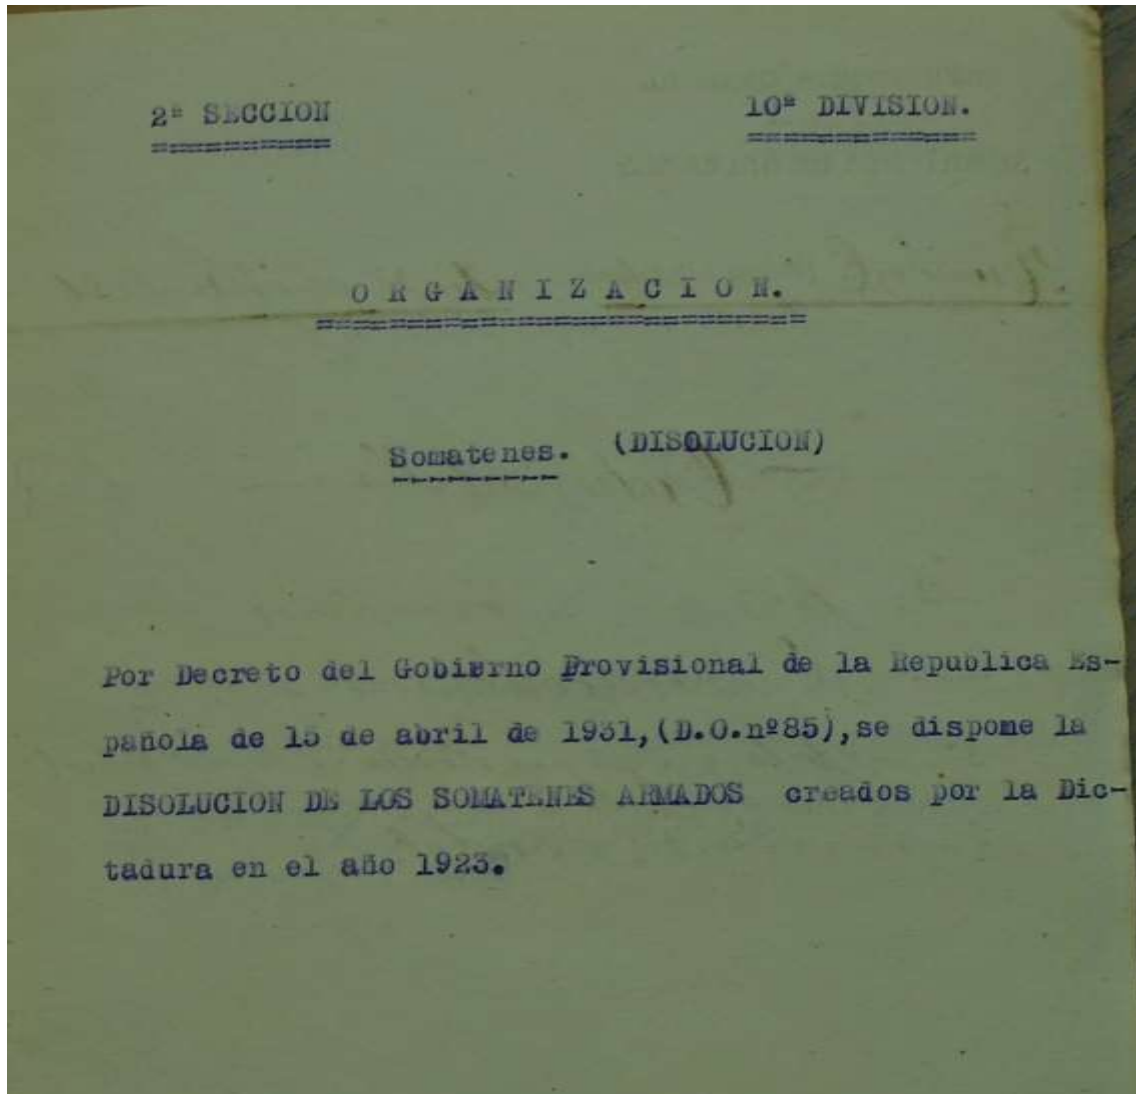 2ª SECCION 10ª DIVISION.
ORGANIZACION.
Somatenes. (DISOLUCION)
Por Decreto del Gobierno Provisional de la Republica Es-
pañola de 15 de abril de 1931,(D.O.nº85),se dispone la
DISOLUCION DE LOS SOMATENES ARMADOS creados por la Dic-
tadura en el año 1923.